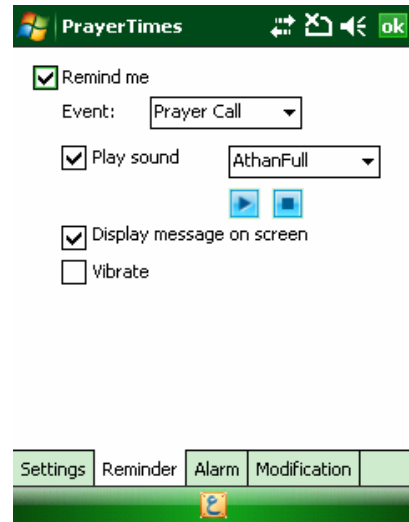 PrayerTimes ok
Remind me
Event: Prayer Call
Play sound AthanFull
Display message on screen
Vibrate
Settings Reminder Alarm Modification
ع